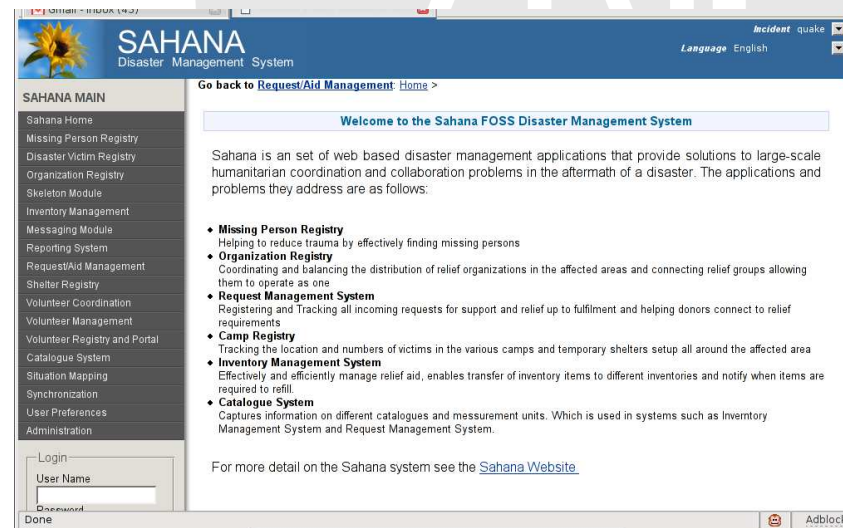 Gmail - Inbox (43)
SAHANA
Disaster Management System
Incident quake
Language English
SAHANA MAIN
Sahana Home
Missing Person Registry
Disaster Victim Registry
Organization Registry
Skeleton Module
Inventory Management
Messaging Module
Reporting System
Request/Aid Management
Shelter Registry
Volunteer Coordination
Volunteer Management
Volunteer Registry and Portal
Catalogue System
Situation Mapping
Synchronization
User Preferences
Administration
Login
User Name
Password
Go back to Request/Aid Management: Home >
Welcome to the Sahana FOSS Disaster Management System
Sahana is an set of web based disaster management applications that provide solutions to large-scale
humanitarian coordination and collaboration problems in the aftermath of a disaster. The applications and
problems they address are as follows:
Missing Person Registry
Helping to reduce trauma by effectively finding missing persons
Organization Registry
Coordinating and balancing the distribution of relief organizations in the affected areas and connecting relief groups allowing
them to operate as one
Request Management System
Registering and Tracking all incoming requests for support and relief up to fulfilment and helping donors connect to relief
requirements
Camp Registry
Tracking the location and numbers of victims in the various camps and temporary shelters setup all around the affected area
Inventory Management System
Effectively and efficiently manage relief aid, enables transfer of inventory items to different inventories and notify when items are
required to refill.
Catalogue System
Captures information on different catalogues and messurement units. Which is used in systems such as Inverntory
Management System and Request Management System.
For more detail on the Sahana system see the Sahana Website
Done
Adblock